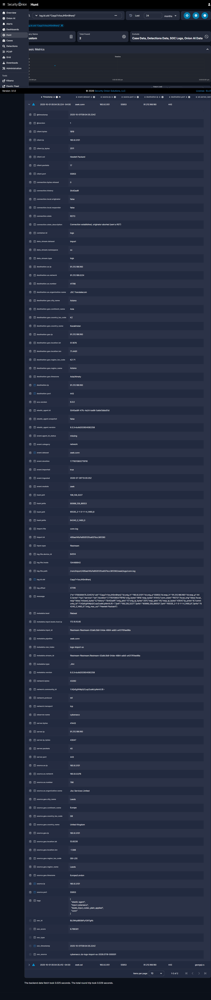 Security Onion
Hunt
Overview
Onion AI
Alerts
Dashboards
Hunt
Cases
Detections
PCAP
Grid
Downloads
Administration
Tools
Kibana
Elastic Fleet
Version: 3.1.0
log.id.uid:"Cayp7x1osJH5m9henj"
Last
24
months
g.id.uid:"Cayp7x1osJH5m9henj"
ery Name
ustom
Total Found
2
Exclude
Case Data, Detections Data, SOC Logs, Onion AI Data
asic Metrics
Timeline
Fetch Limit
© 2026 Security Onion Solutions, LLC
License: ELv2
Timestamp event.dataset source.ip source.port destination.ip destination.port ssl.server_nam
2025-10-01 05:04:35.224 -04:00 zeek.conn 160.9.3.101 55953 91.212.166.160 443
@timestamp 2025-10-01T09:04:35.224Z
@version 1
client.bytes 1819
client.ip 160.9.3.101
client.ip_bytes 2511
client.oui Hewlett Packard
client.packets 17
client.port 55953
connection.bytes.missed 0
connection.history ShADadR
connection.local.originator false
connection.local.responder false
connection.state RSTO
connection.state_description Connection established, originator aborted (sent a RST)
container.id logs
data_stream.dataset import
data_stream.namespace so
data_stream.type logs
destination.as.ip 91.212.166.160
destination.as.network 91.212.166.0/24
destination.as.number 41798
destination.as.organization.name JSC Transtelecom
destination.geo.city_name Astana
destination.geo.continent_name Asia
destination.geo.country_iso_code KZ
destination.geo.country_name Kazakhstan
destination.geo.ip 91.212.166.160
destination.geo.location.lat 51.1876
destination.geo.location.lon 71.4491
destination.geo.region_iso_code KZ-71
destination.geo.region_name Astana
destination.geo.timezone Asia/Almaty
destination.ip 91.212.166.160
destination.port 443
ecs.version 8.0.0
elastic_agent.id 5045ad9f-47fc-4a24-be96-5a6e13dbd51d
elastic_agent.snapshot false
elastic_agent.version 9.3.3+build202604082258
event.agent_id_status missing
event.category network
event.dataset zeek.conn
event.duration 7.779313802719116
event.imported true
event.ingested 2026-07-29T13:35:25Z
event.module zeek
hash.ja4l 106_128_5227
hash.ja4ls 90998_128_89553
hash.ja4t 65535_2-1-3-1-1-4_1460_8
hash.ja4ts 64240_2_1460_0
import.file conn.log
import.id 495ee14fa7e950512fce637bcc361290
input.type filestream
log.file.device_id 64514
log.file.inode 134466642
log.file.path /nsm/import/495ee14fa7e950512fce637bcc361290/zeek/logs/conn.log
log.id.uid Cayp7x1osJH5m9henj
log.offset 47316
message {"ts":1759309475.224574,"uid":"Cayp7x1osJH5m9henj","id.orig_h":"160.9.3.101","id.orig_p":55953,"id.resp_h":"91.212.166.160","id.resp_p":44
3,"proto":"tcp","service":"ssl","duration":7.779313802719116,"orig_bytes":1819,"resp_bytes":41443,"conn_state":"RSTO","local_orig":false,"local_
resp":false,"missed_bytes":0,"history":"ShADadR","orig_pkts":17,"orig_ip_bytes":2511,"resp_pkts":40,"resp_ip_bytes":43047,"ip_proto":6,"comm
unity_id":"1:XQrEgf4WpS/CuqrZosMJyNmVLfE=","ja4l":"106_128_5227","ja4ls":"90998_128_89553","ja4t":"65535_2-1-3-1-1-4_1460_8","ja4ts":"6
4240_2_1460_0","orig_mac_oui":"Hewlett Packard"}
metadata.beat filebeat
metadata.input.beats.host.ip 172.10.10.85
metadata.input_id filestream-filestream-02a6c3b8-04de-4884-adb5-a421761ee96a
metadata.pipeline zeek.conn
metadata.raw_index logs-import-so
metadata.stream_id filestream-filestream.filestream-02a6c3b8-04de-4884-adb5-a421761ee96a
metadata.type _doc
metadata.version 9.3.3+build202604082258
network.bytes 43262
network.community_id 1:XQrEgf4WpS/CuqrZosMJyNmVLfE=
network.protocol ssl
network.transport tcp
observer.name cyberseco
server.bytes 41443
server.ip 91.212.166.160
server.ip_bytes 43047
server.packets 40
server.port 443
source.as.ip 160.9.3.101
source.as.network 160.9.0.0/16
source.as.number 786
source.as.organization.name Jisc Services Limited
source.geo.city_name Leeds
source.geo.continent_name Europe
source.geo.country_iso_code GB
source.geo.country_name United Kingdom
source.geo.ip 160.9.3.101
source.geo.location.lat 53.8226
source.geo.location.lon -1.568
source.geo.region_iso_code GB-LDS
source.geo.region_name Leeds
source.geo.timezone Europe/London
source.ip 160.9.3.101
source.port 55953
tags [
"elastic-agent",
"input-cyberseco",
"beats_input_codec_plain_applied",
"conn"
]
soc_id
soc_score 9.766301
soc_type
soc_timestamp 2025-10-01T09:04:35.224Z
soc_source cyberseco:.ds-logs-import-so-2026.07.16-000001
2025-10-01 05:04:35.412 -04:00 zeek.ssl 160.9.3.101 55953 91.212.166.160 443 georgej.ru
Items per page: 10 1-2 of 2
The backend data fetch took 0.025 seconds. The total round trip took 0.029 seconds.